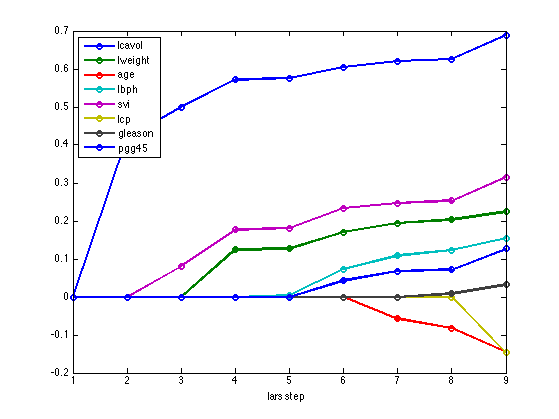 0.7
0.6
0.5
0.4
0.3
0.2
0.1
0
-0.1
-0.2
lcavol
lweight
age
lbph
svi
lcp
gleason
pgg45
1 2 3 4 5 6 7 8 9
lars step